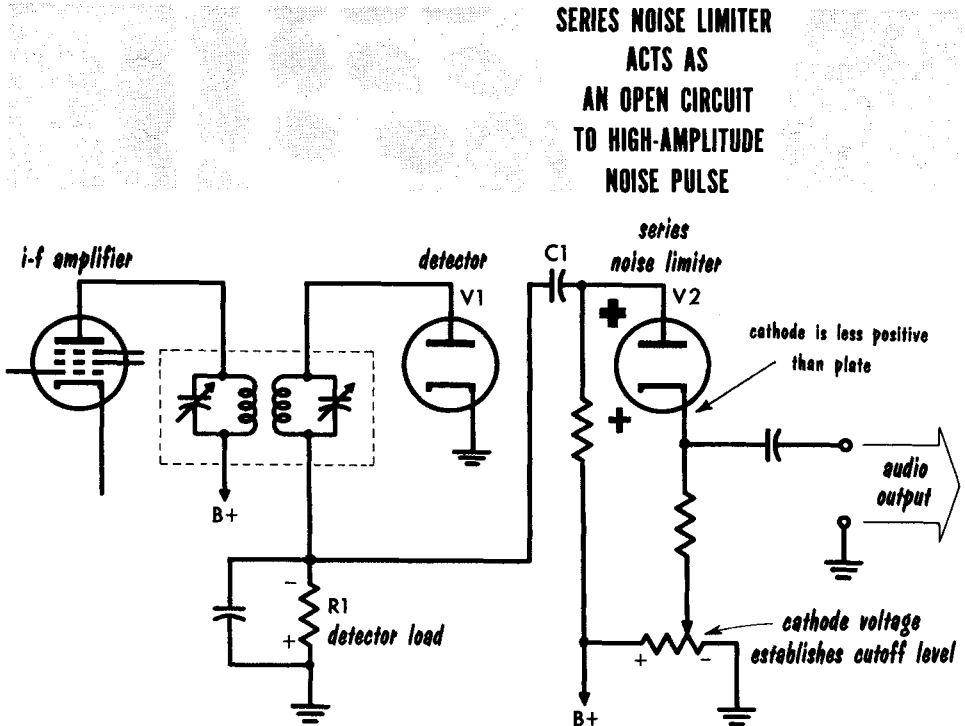 SERIES NOISE LIMITER
ACTS AS
AN OPEN CIRCUIT
TO HIGH-AMPLITUDE
NOISE PULSE
i-f amplifier
detector
V1
C1
series
noise limiter
V2
+
+
cathode is less positive
than plate
B+
audio
output
-
R1
+
detector load
cathode voltage
establishes cutoff level
+
-
B+